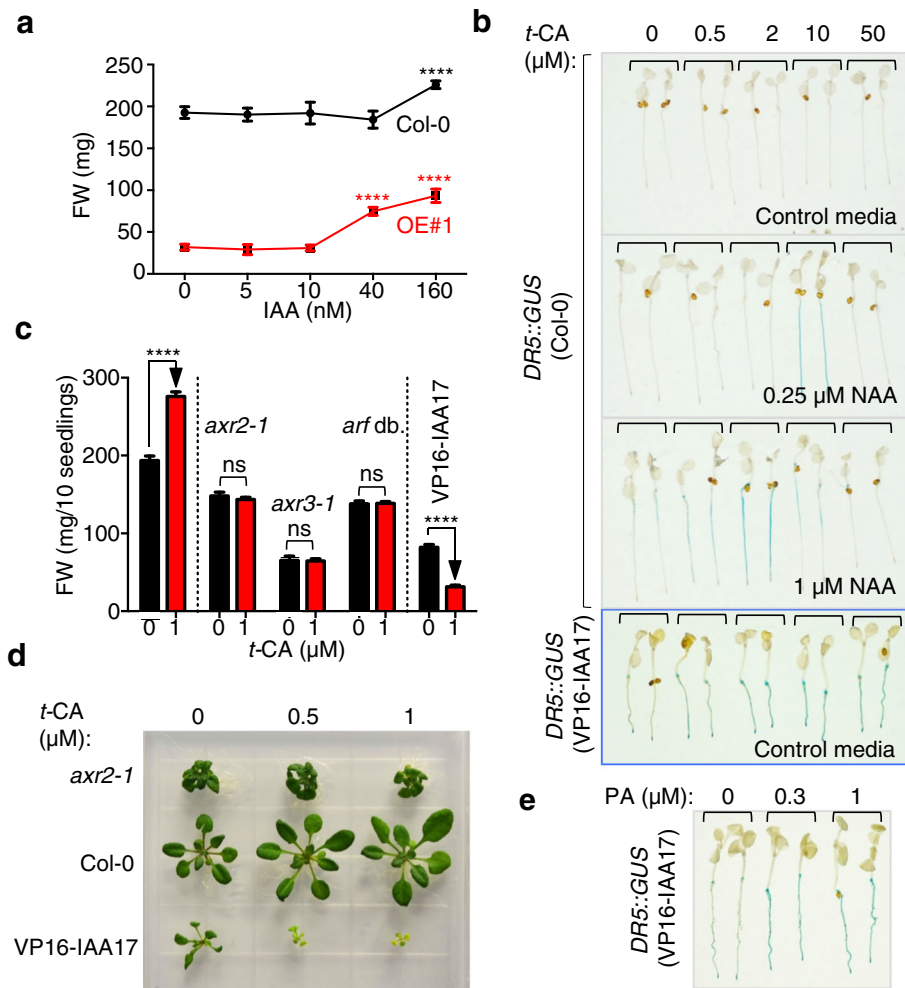 a
250
200
150
100
50
0
FW (mg)
****
Col-0
****
****
OE#1
0 5 10 40 160
IAA (nM)
b
t-CA
(µM):
0 0.5 2 10 50
DR5::GUS
(Col-0)
Control media
0.25 µM NAA
1 µM NAA
DR5::GUS
(VP16-IAA17)
Control media
c
300
200
100
0
FW (mg/10 seedlings)
****
axr2-1
ns
axr3-1
ns
arf db.
ns
VP16-IAA17
****
0 1 0 1 0 1 0 1 0 1
t-CA (µM)
d
t-CA
(µM):
0 0.5 1
axr2-1
Col-0
VP16-IAA17
e
PA (µM): 0 0.3 1
DR5::GUS
(VP16-IAA17)